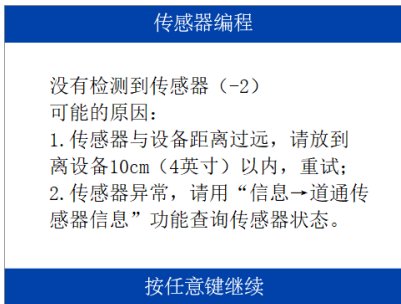 传感器编程
没有检测到传感器（-2）
可能的原因：
1.传感器与设备距离过远，请放到
离设备10cm（4英寸）以内，重试；
2.传感器异常，请用“信息→道通传
感器信息”功能查询传感器状态。
按任意键继续